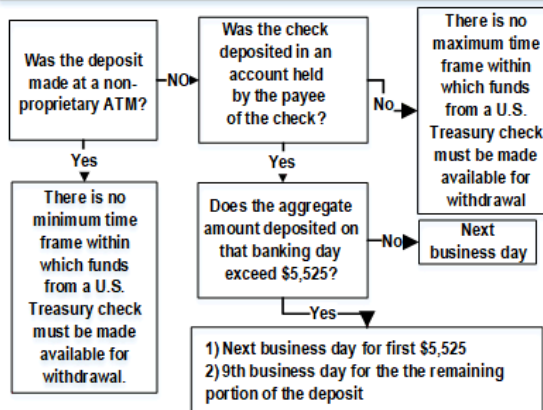 Was the deposit
made at a non-
proprietary ATM?
NO
Was the check
deposited in an
account held
by the payee
of the check?
No
There is no
maximum time
frame within
which funds
from a U.S.
Treasury check
must be made
available for
withdrawal
Yes
There is no
minimum time
frame within
which funds
from a U.S.
Treasury check
must be made
available for
withdrawal.
Yes
Does the aggregate
amount deposited on
that banking day
exceed $5,525?
No
Next
business day
Yes
1) Next business day for first $5,525
2) 9th business day for the the remaining
portion of the deposit